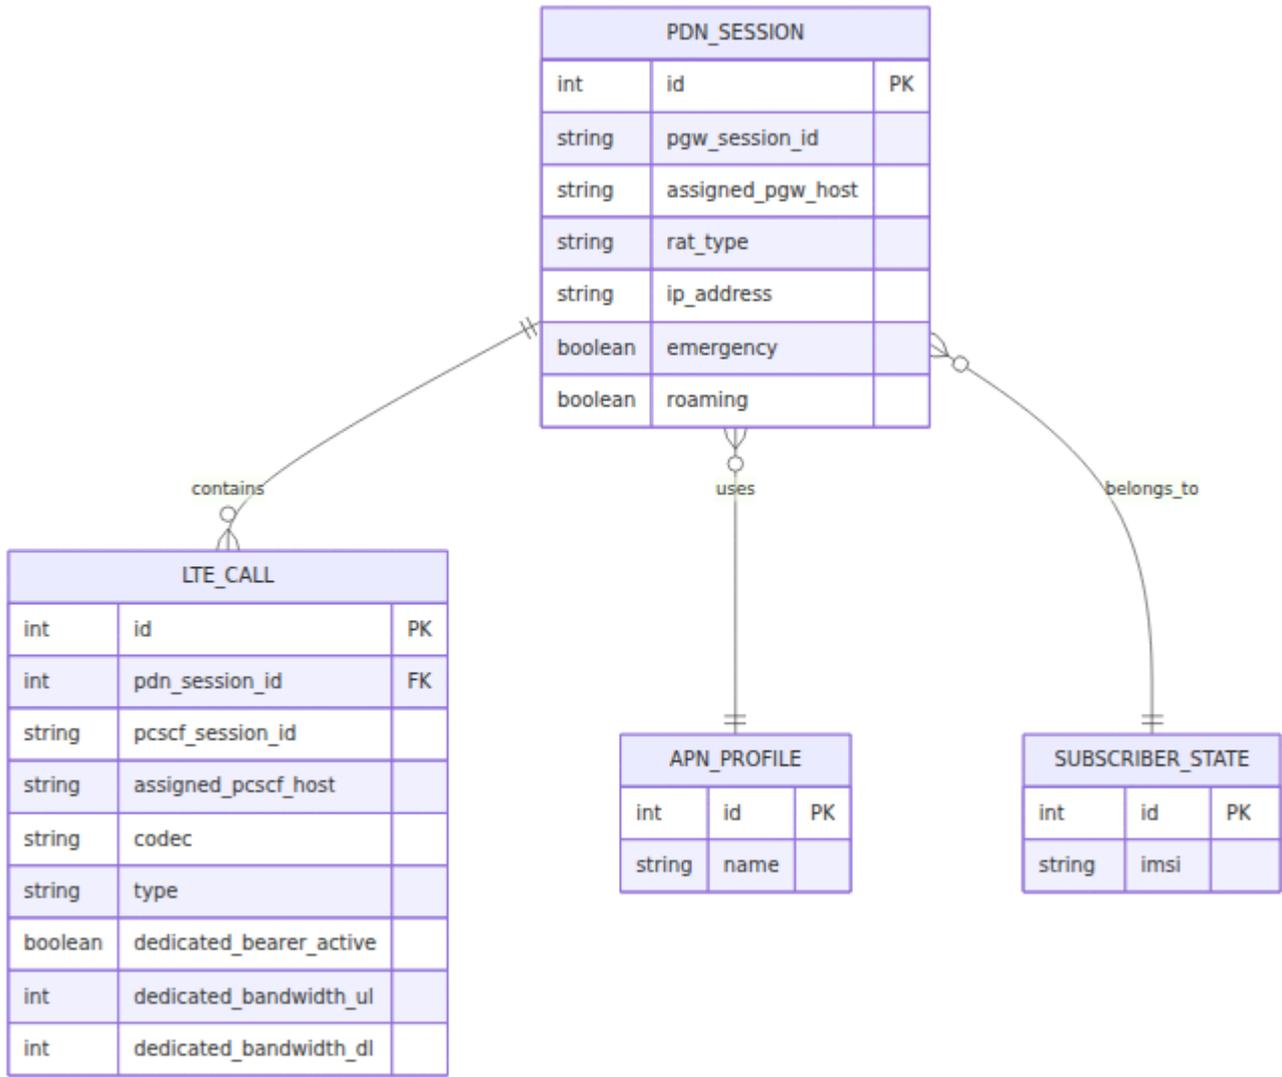 PDN_SESSION
int id PK
string pgw_session_id
string assigned_pgw_host
string rat_type
string ip_address
boolean emergency
boolean roaming
contains
uses
belongs_to
LTE_CALL
int id PK
int pdn_session_id FK
string pcscf_session_id
string assigned_pcscf_host
string codec
string type
boolean dedicated_bearer_active
int dedicated_bandwidth_ul
int dedicated_bandwidth_dl
APN_PROFILE
int id PK
string name
SUBSCRIBER_STATE
int id PK
string imsi